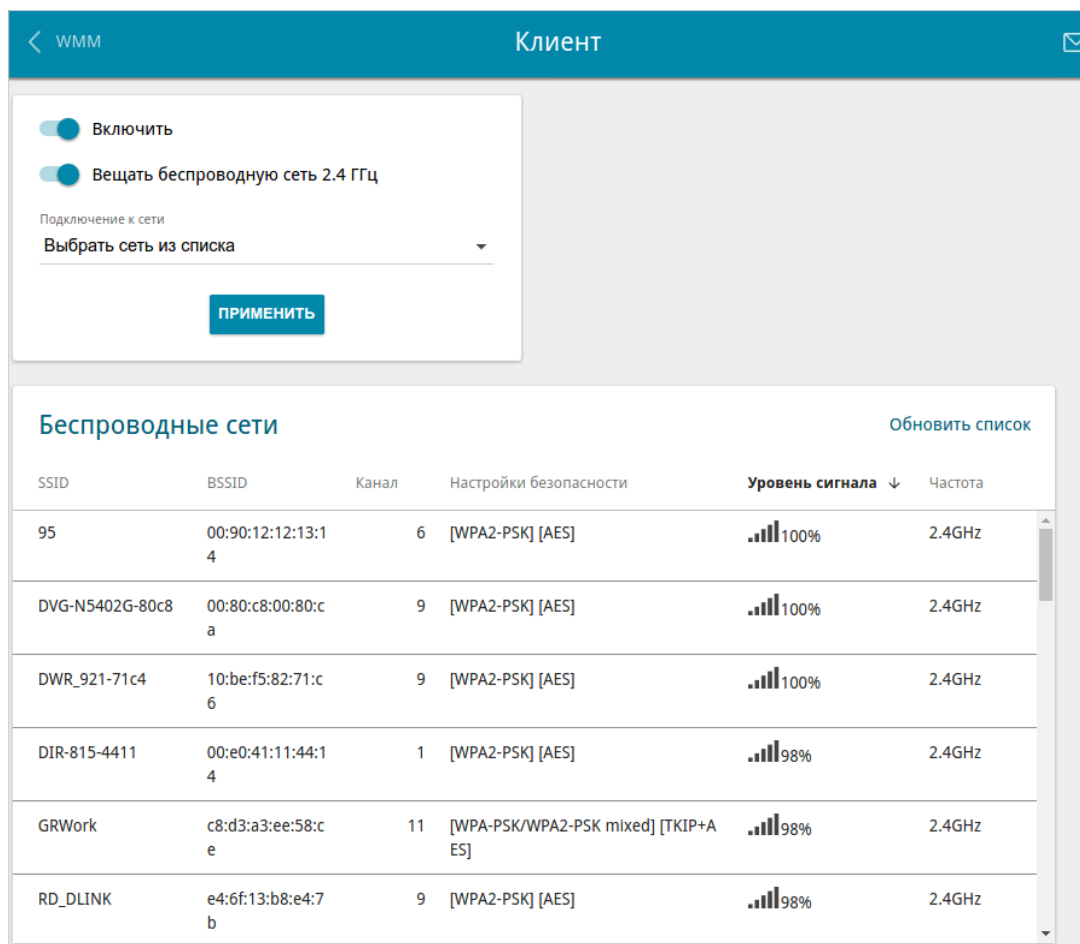 WMM
Клиент
Включить
Вещать беспроводную сеть 2.4 ГГц
Подключение к сети
Выбрать сеть из списка
ПРИМЕНИТЬ
Беспроводные сети
Обновить список
SSID BSSID Канал Настройки безопасности Уровень сигнала Частота
95 00:90:12:12:13:1 6 [WPA2-PSK] [AES] 100% 2.4GHz
4
DVG-N5402G-80c8 00:80:c8:00:80:c 9 [WPA2-PSK] [AES] 100% 2.4GHz
a
DWR_921-71c4 10:be:f5:82:71:c 9 [WPA2-PSK] [AES] 100% 2.4GHz
6
DIR-815-4411 00:e0:41:11:44:1 1 [WPA2-PSK] [AES] 98% 2.4GHz
4
GRWork c8:d3:a3:ee:58:c 11 [WPA-PSK/WPA2-PSK mixed] [TKIP+A 98% 2.4GHz
e ES]
RD_DLINK e4:6f:13:b8:e4:7 9 [WPA2-PSK] [AES] 98% 2.4GHz
b